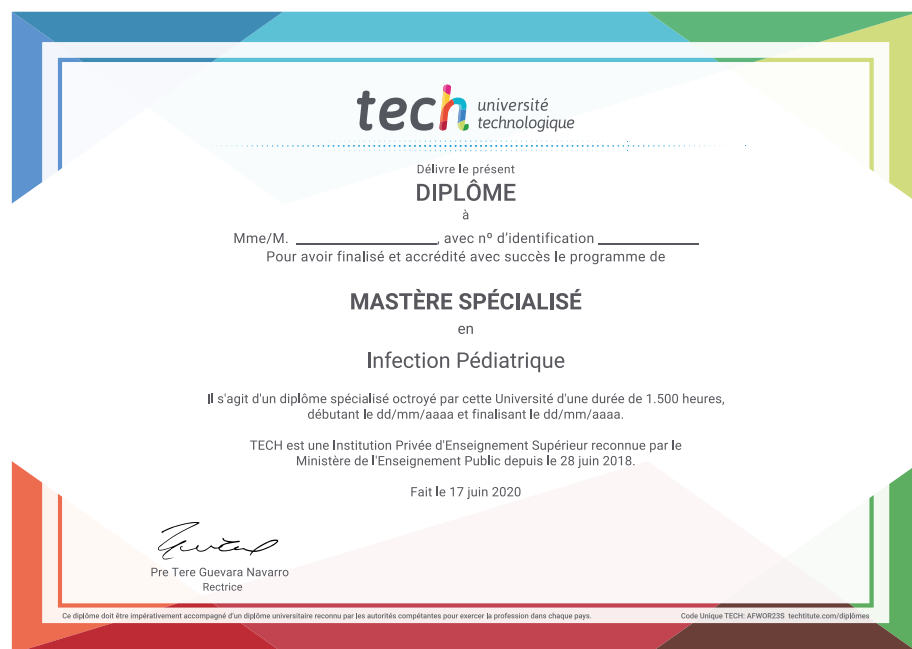 tech université
technologique
Délivre le présent
DIPLÔME
à
Mme/M. ______________, avec nº d'identification ______________
Pour avoir finalisé et accrédité avec succès le programme de
MASTÈRE SPÉCIALISÉ
en
Infection Pédiatrique
Il s'agit d'un diplôme spécialisé octroyé par cette Université d'une durée de 1.500 heures,
débutant le dd/mm/aaaa et finalisant le dd/mm/aaaa.
TECH est une Institution Privée d'Enseignement Supérieur reconnue par le
Ministère de l'Enseignement Public depuis le 28 juin 2018.
Fait le 17 juin 2020
Pre Tere Guevara Navarro
Rectrice
Ce diplôme doit être impérativement accompagné d'un diplôme universitaire reconnu par les autorités compétentes pour exercer la profession dans chaque pays. Code Unique TECH: AFWOR23S techtitute.com/diplômes